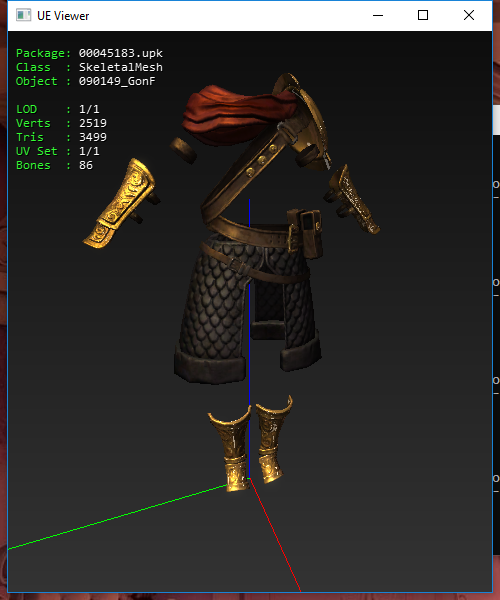 UE Viewer
Package: 00045183.upk
Class : SkeletalMesh
Object : 090149_GonF
LOD : 1/1
Verts : 2519
Tris : 3499
UV Set : 1/1
Bones : 86